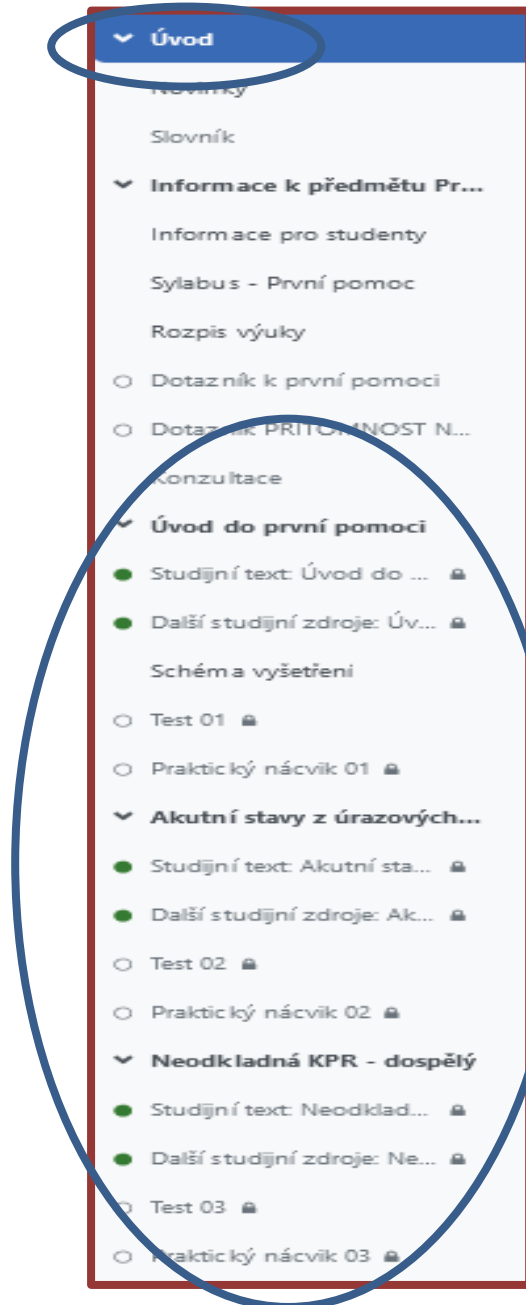 Úvod
Novinky
Slovník
Informace k předmětu Pr...
Informace pro studenty
Sylabus - První pomoc
Rozpis výuky
Dotazník k první pomoci
Dotazník PŘÍTOMNOST N...
Konzultace
Úvod do první pomoci
Studijní text: Úvod do ...
Další studijní zdroje: Úv...
Schéma vyšetření
Test 01
Praktický nácvik 01
Akutní stavy z úrazových...
Studijní text: Akutní sta...
Další studijní zdroje: Ak...
Test 02
Praktický nácvik 02
Neodkladná KPR - dospělý
Studijní text: Neodklad...
Další studijní zdroje: Ne...
Test 03
Praktický nácvik 03